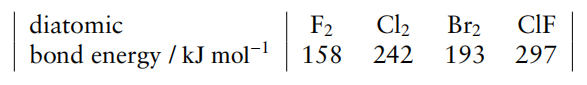 diatomic F₂ Cl₂ Br₂ ClF
bond energy / kJ mol⁻¹ 158 242 193 297